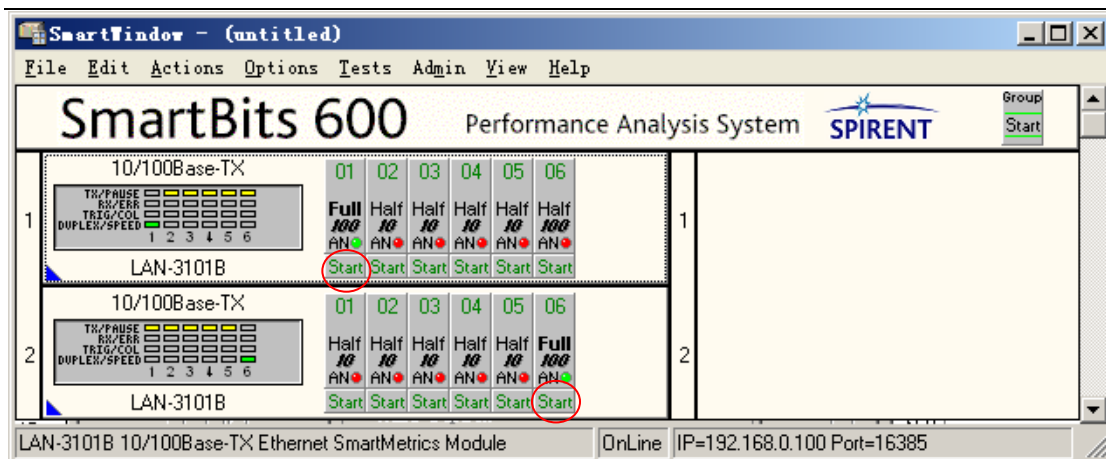 SmartWindow - (untitled)
File Edit Actions Options Tests Admin View Help
SmartBits 600 Performance Analysis System SPIRENT Group Start
1
10/100Base-TX
TX/PAUSE
RX/ERR
TRIG/COL
DUPLEX/SPEED
1 2 3 4 5 6
LAN-3101B
01 02 03 04 05 06
Full Half Half Half Half Half
100 10 10 10 10 10
AN AN AN AN AN AN
Start Start Start Start Start Start
1
2
10/100Base-TX
TX/PAUSE
RX/ERR
TRIG/COL
DUPLEX/SPEED
1 2 3 4 5 6
LAN-3101B
01 02 03 04 05 06
Half Half Half Half Half Full
10 10 10 10 10 100
AN AN AN AN AN AN
Start Start Start Start Start Start
2
LAN-3101B 10/100Base-TX Ethernet SmartMetrics Module OnLine IP=192.168.0.100 Port=16385